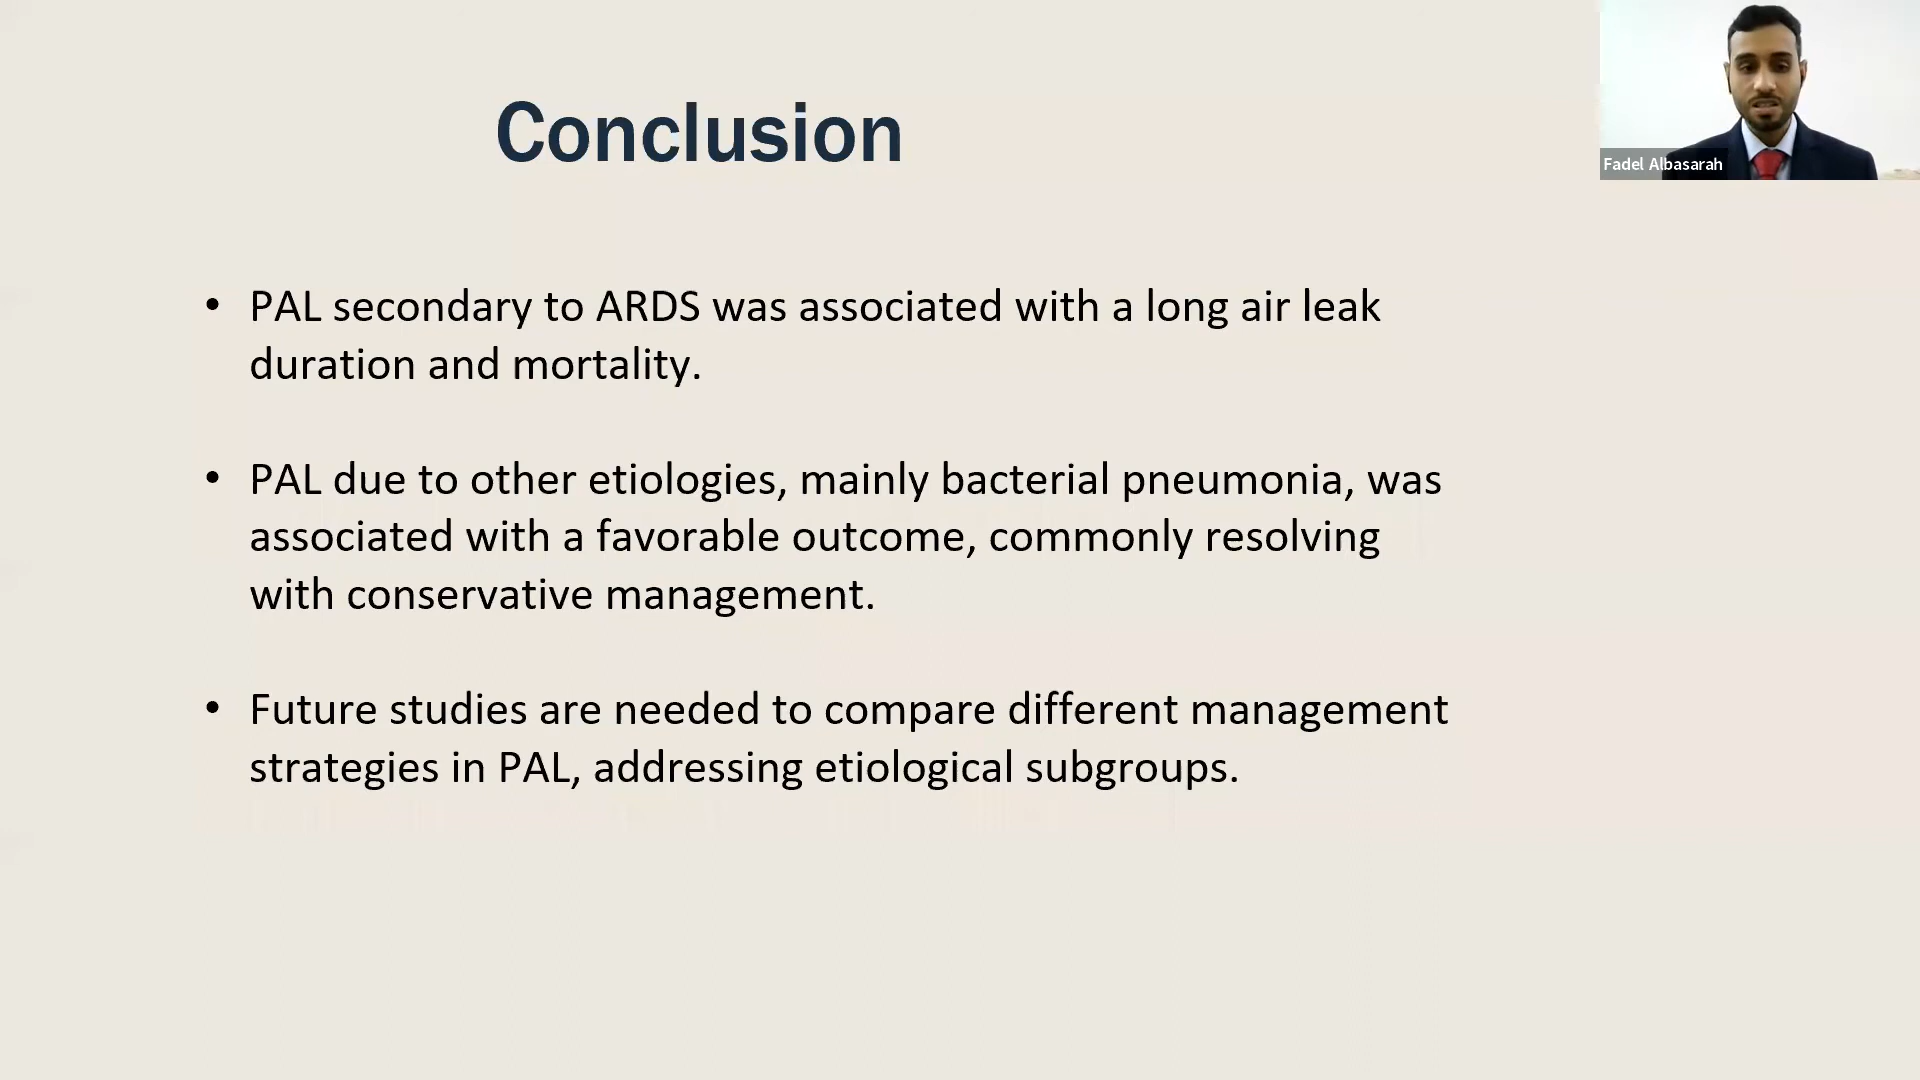 Conclusion
Fadel Albasarah
• PAL secondary to ARDS was associated with a long air leak
duration and mortality.
• PAL due to other etiologies, mainly bacterial pneumonia, was
associated with a favorable outcome, commonly resolving
with conservative management.
• Future studies are needed to compare different management
strategies in PAL, addressing etiological subgroups.